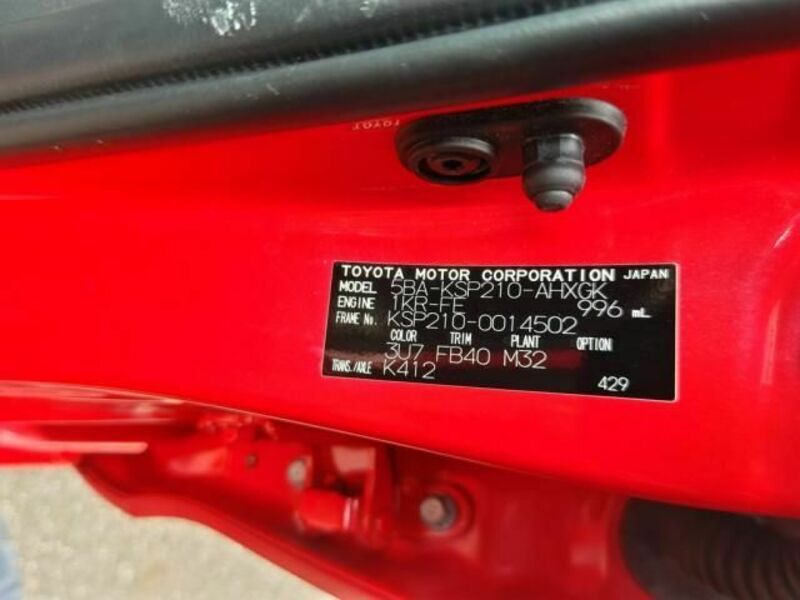 TOYOTA MOTOR CORPORATION JAPAN
MODEL 5BA-KSP210-AHXGK
ENGINE 1KR-FE 996 mL
FRAME No. KSP210-0014502
COLOR TRIM PLANT OPTION
3U7 FB40 M32
TRANS./AXLE K412
429